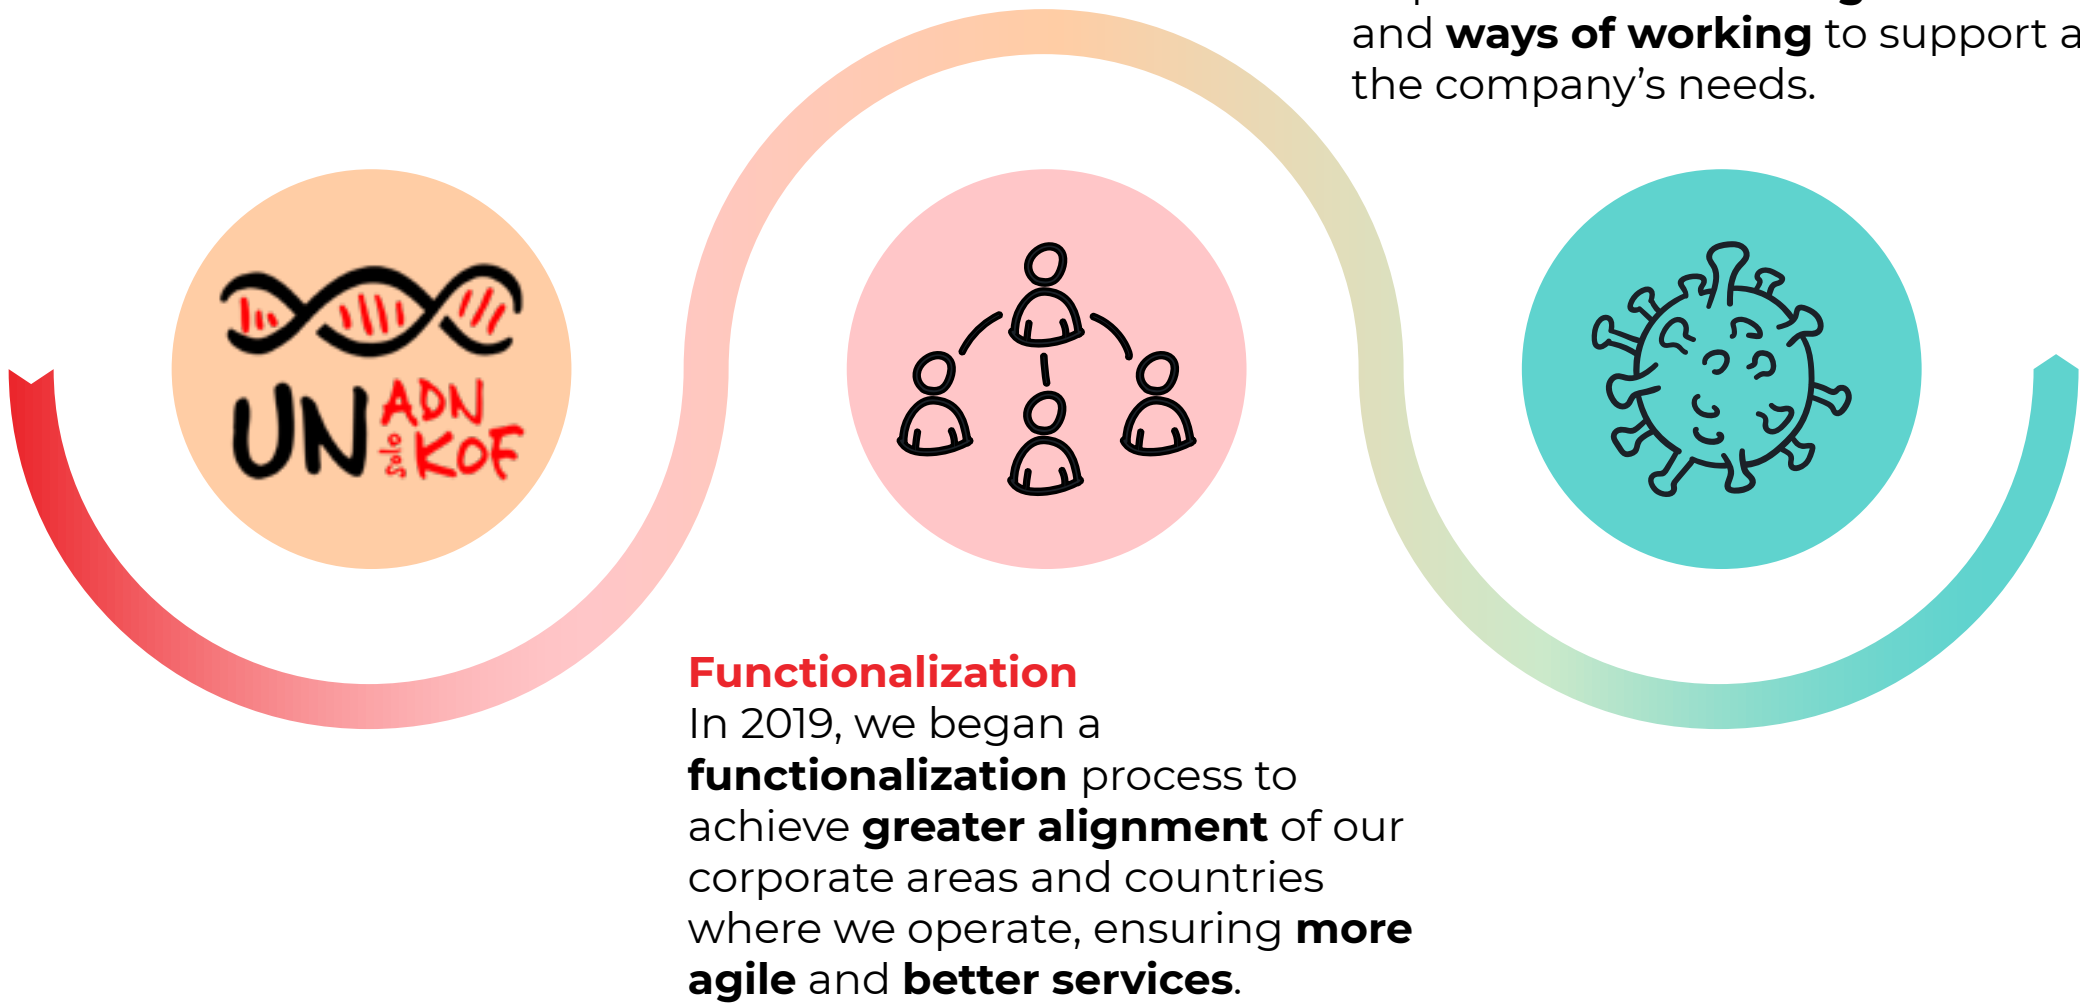 and ways of working to support a
the company’s needs.
UN solo ADN KOF
Functionalization
In 2019, we began a
functionalization process to
achieve greater alignment of our
corporate areas and countries
where we operate, ensuring more
agile and better services.